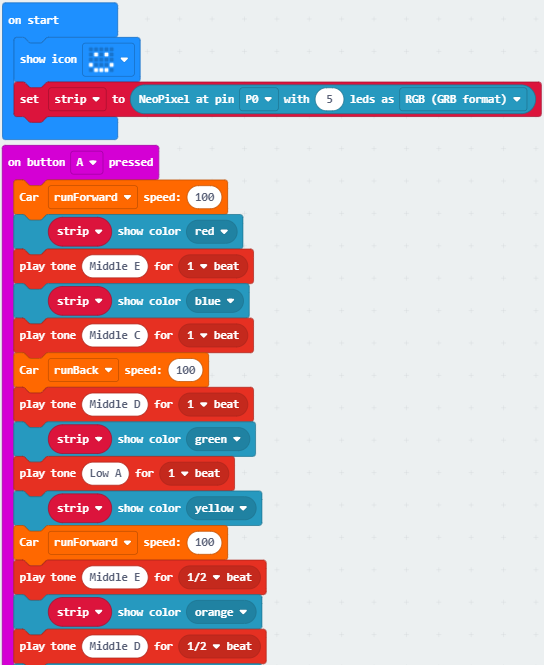 on start
show icon
set strip to NeoPixel at pin P0 with 5 leds as RGB (GRB format)
on button A pressed
Car runForward speed: 100
strip show color red
play tone Middle E for 1 beat
strip show color blue
play tone Middle C for 1 beat
Car runBack speed: 100
play tone Middle D for 1 beat
strip show color green
play tone Low A for 1 beat
strip show color yellow
Car runForward speed: 100
play tone Middle E for 1/2 beat
strip show color orange
play tone Middle D for 1/2 beat